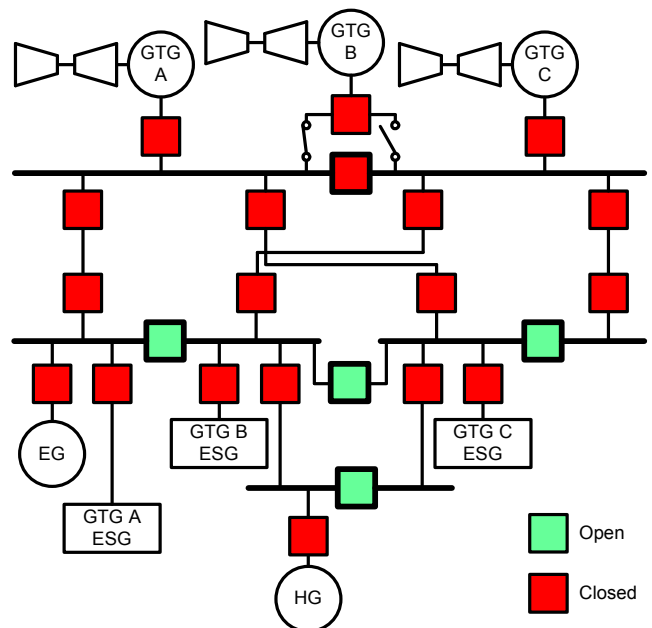 GTG
A
GTG
B
GTG
C
EG
GTG B
ESG
GTG C
ESG
GTG A
ESG
HG
Open
Closed